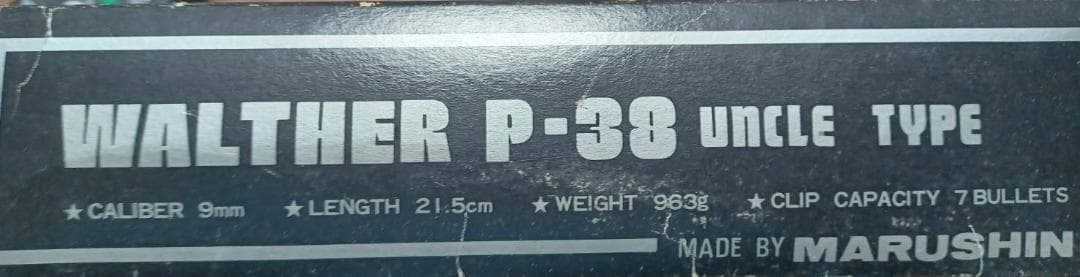 WALTHER P-38 UNCLE TYPE
★CALIBER 9mm ★LENGTH 21.5cm ★WEIGHT 963g ★CLIP CAPACITY 7 BULLETS
MADE BY MARUSHIN